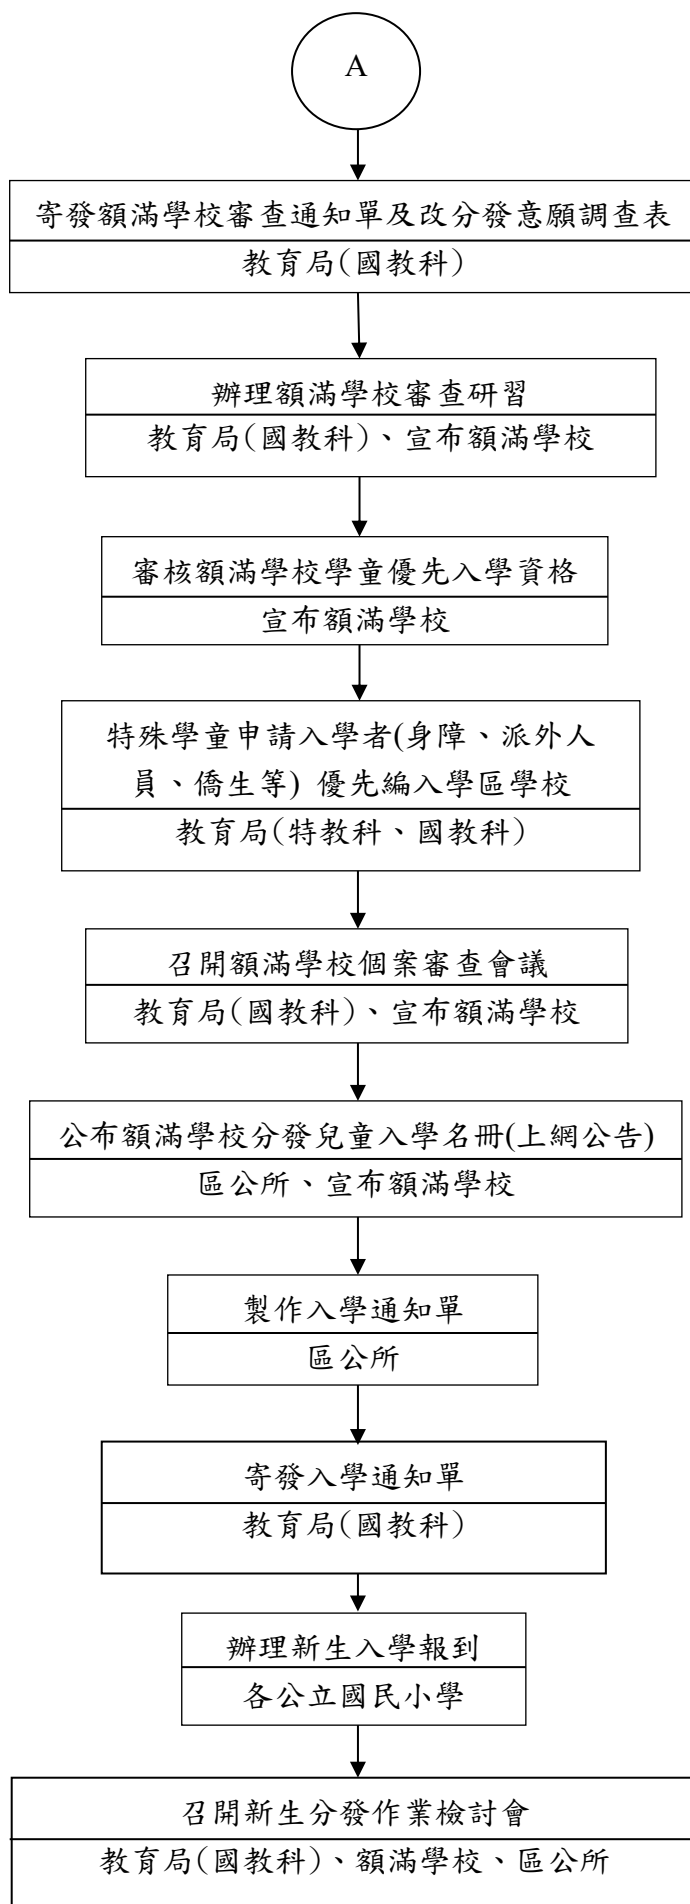 A
寄發額滿學校審查通知單及改分發意願調查表
教育局(國教科)
辦理額滿學校審查研習
教育局(國教科)、宣布額滿學校
審核額滿學校學童優先入學資格
宣布額滿學校
特殊學童申請入學者(身障、派外人
員、僑生等) 優先編入學區學校
教育局(特教科、國教科)
召開額滿學校個案審查會議
教育局(國教科)、宣布額滿學校
公布額滿學校分發兒童入學名冊(上網公告)
區公所、宣布額滿學校
製作入學通知單
區公所
寄發入學通知單
教育局(國教科)
辦理新生入學報到
各公立國民小學
召開新生分發作業檢討會
教育局(國教科)、額滿學校、區公所